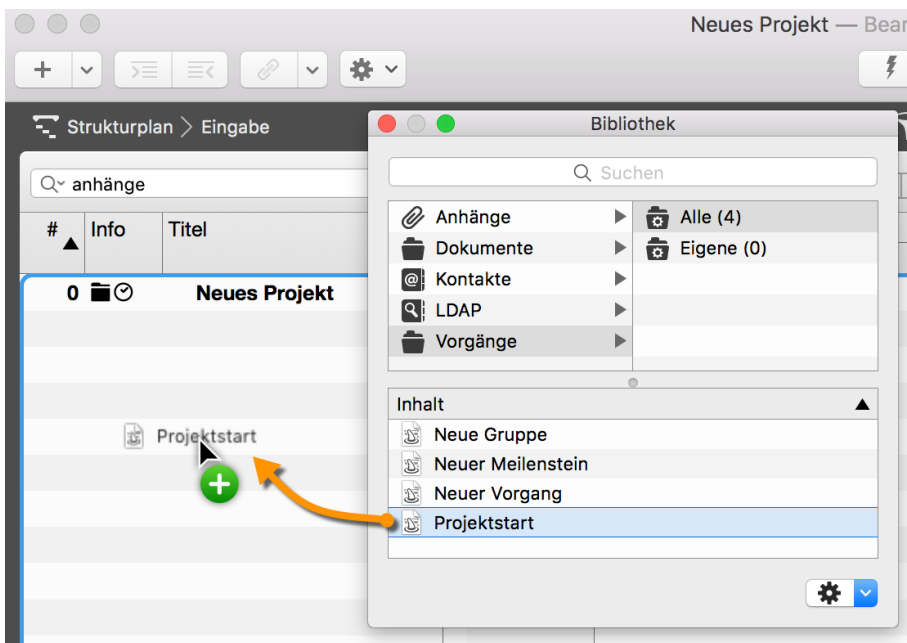 Neues Projekt — Bear
Strukturplan > Eingabe
Bibliothek
anhänge
Suchen
# Info Titel
Anhänge
Dokumente
Kontakte
LDAP
Vorgänge
Alle (4)
Eigene (0)
0 Neues Projekt
Projektstart
Inhalt
Neue Gruppe
Neuer Meilenstein
Neuer Vorgang
Projektstart